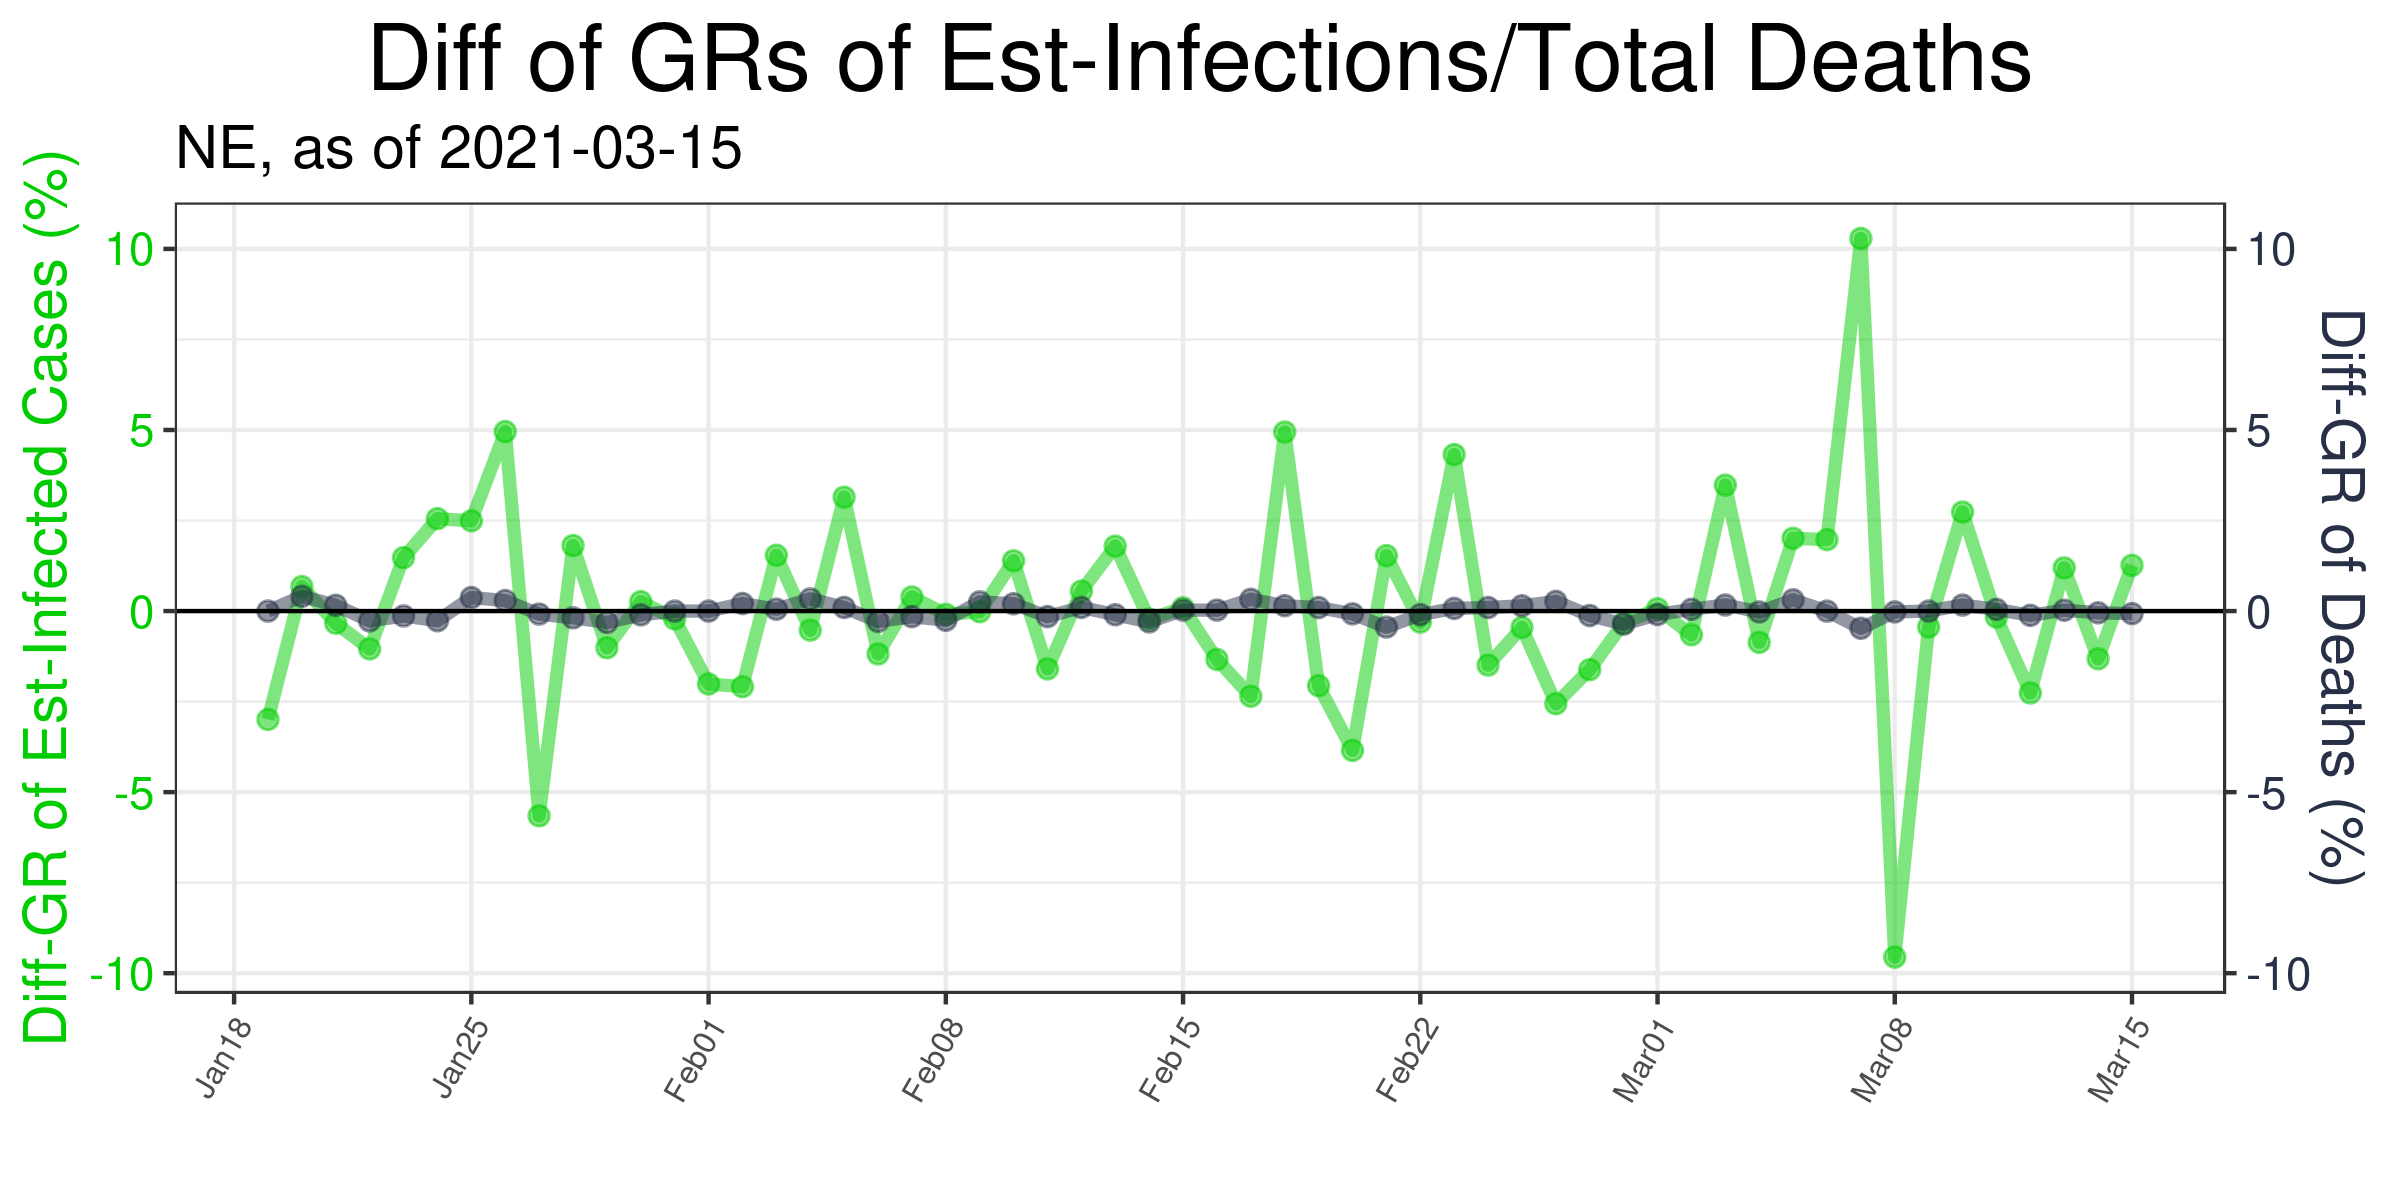 Diff of GRs of Est-Infections/Total Deaths
NE, as of 2021-03-15
Diff-GR of Est-Infected Cases (%)
10
5
0
-5
-10
10
5
0
-5
-10
Diff-GR of Deaths (%)
Jan18
Jan25
Feb01
Feb08
Feb15
Feb22
Mar01
Mar08
Mar15